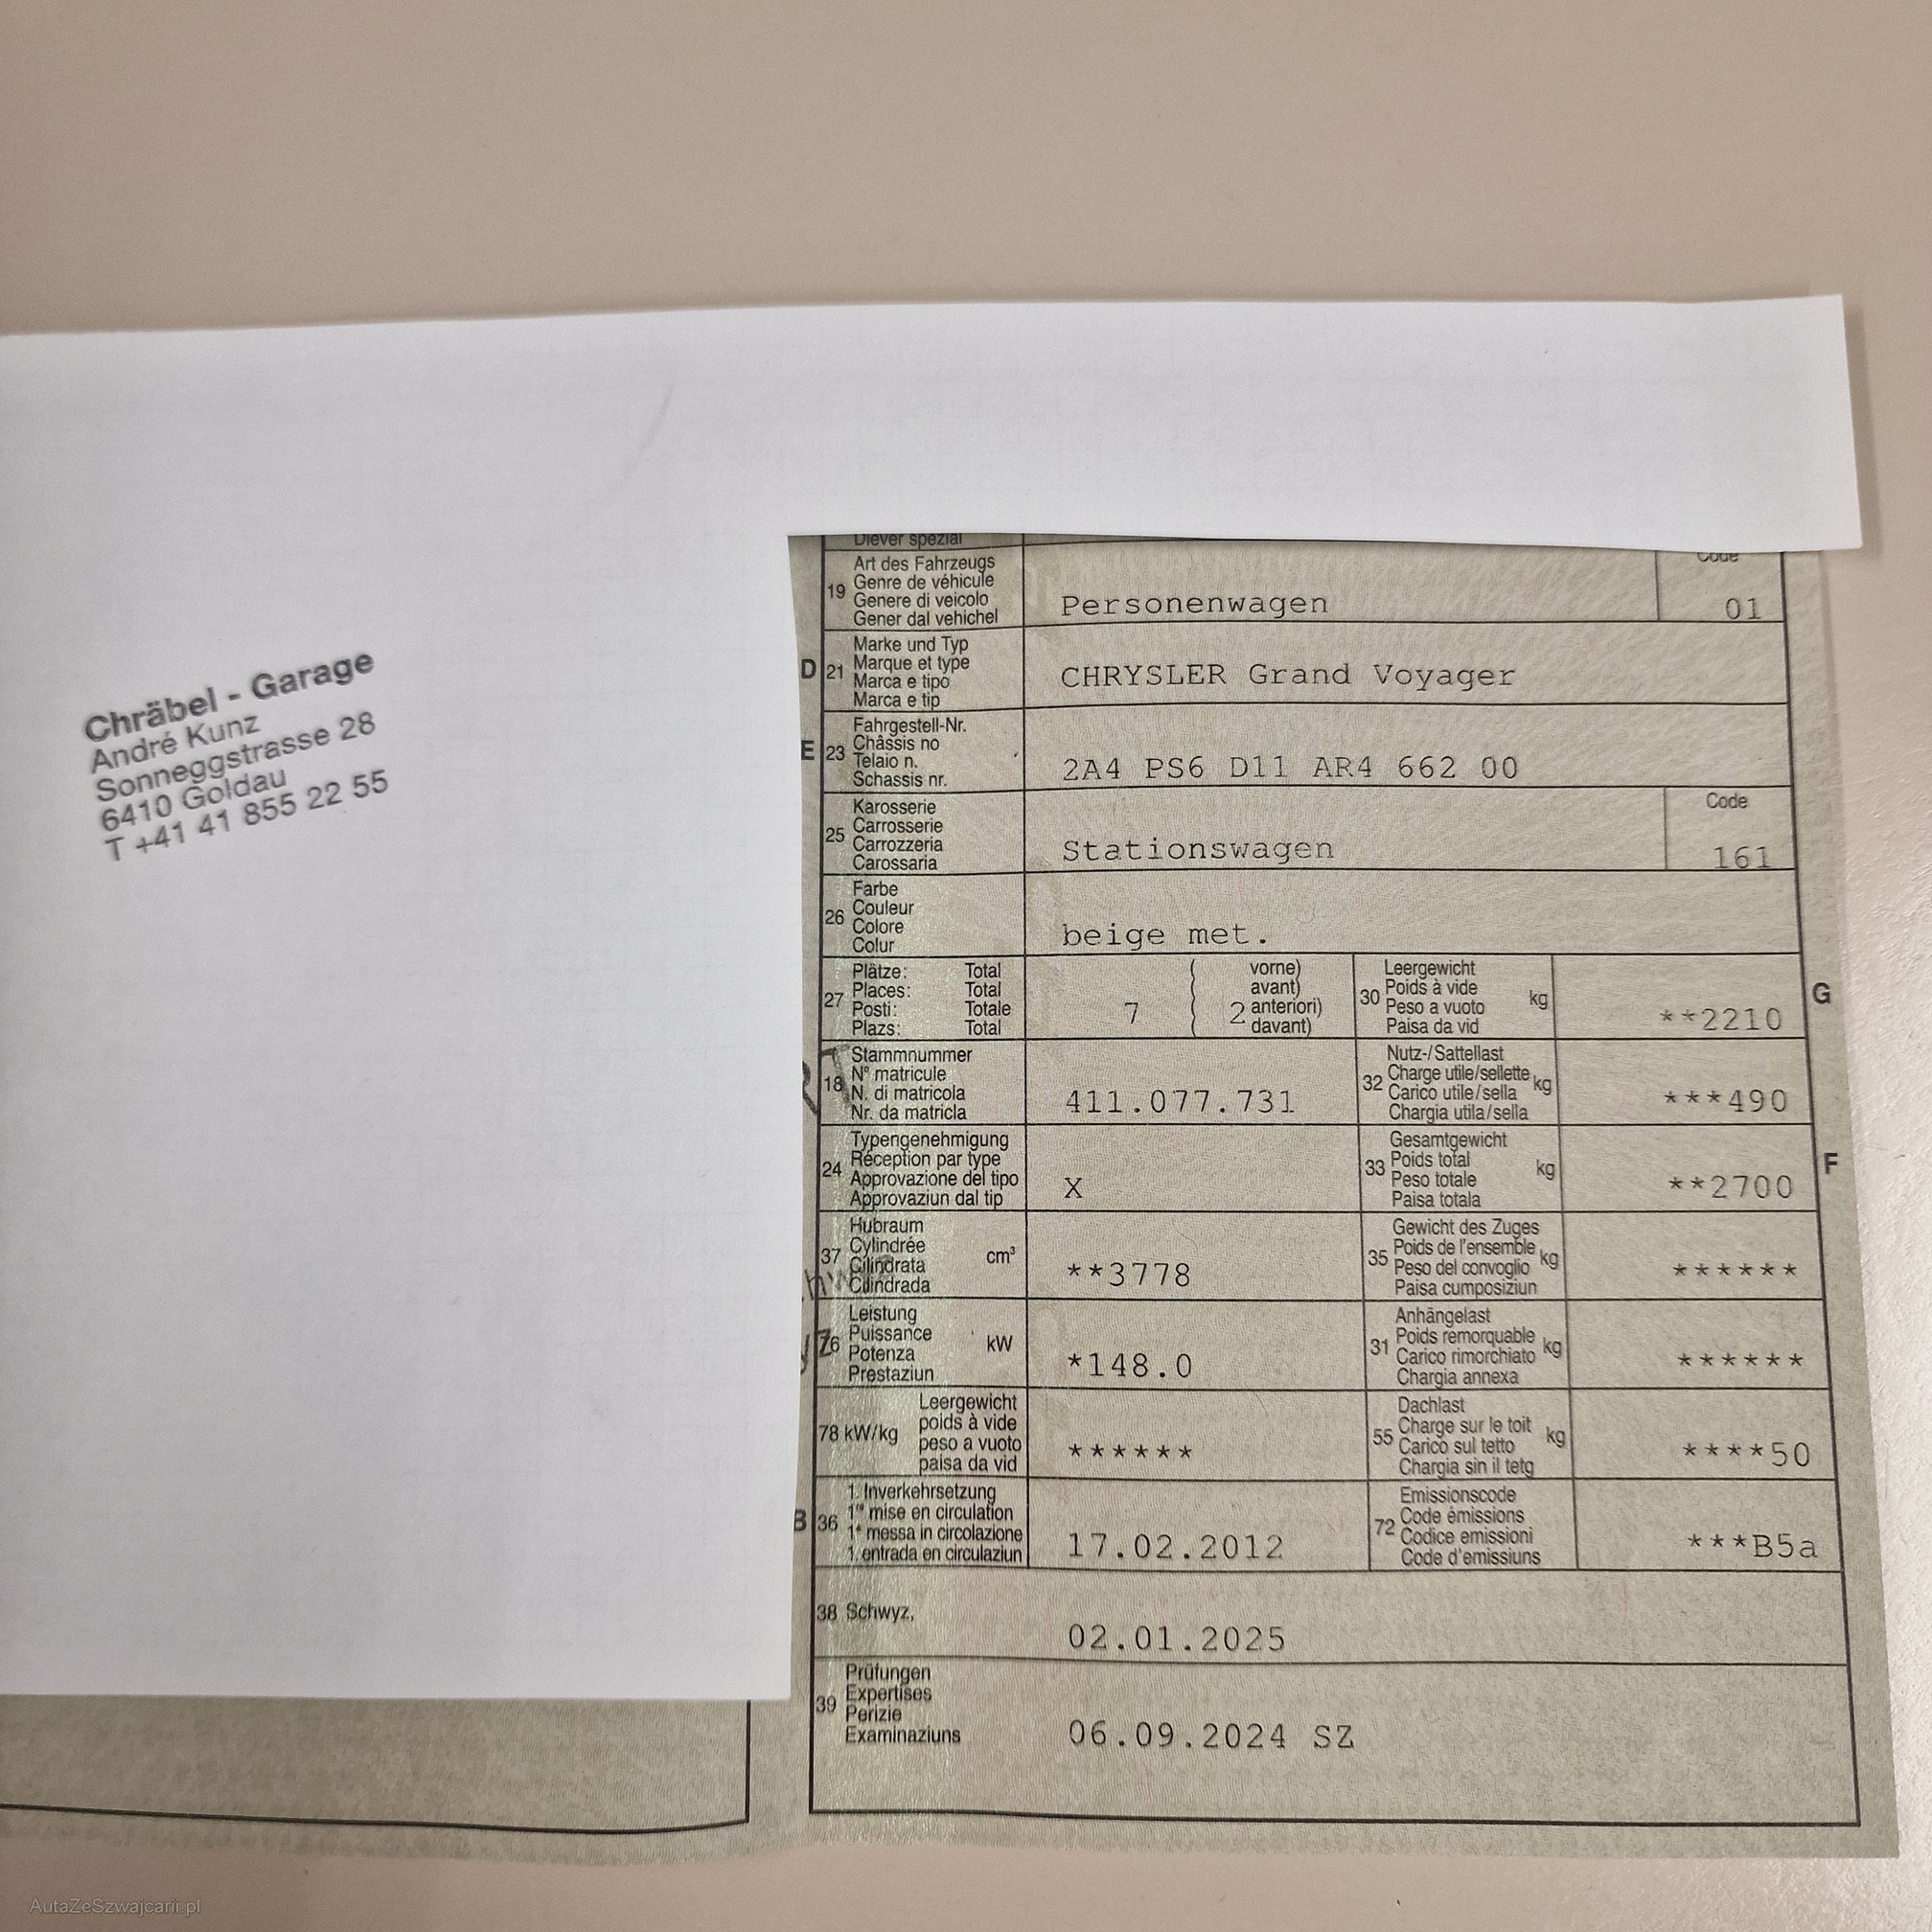 Chräbel - Garage
André Kunz
Sonneggstrasse 28
6410 Goldau
T +41 41 855 22 55
Diever spezial
Code
19 Art des Fahrzeugs
Genre de véhicule
Genere di veicolo
Gener dal vehichel
Personenwagen
01
D 21 Marke und Typ
Marque et type
Marca e tipo
Marca e tip
CHRYSLER Grand Voyager
E 23 Fahrgestell-Nr.
Châssis no
Telaio n.
Schassis nr.
2A4 PS6 D11 AR4 662 00
25 Karosserie
Carrosserie
Carrozzeria
Carossaria
Stationswagen
Code
161
26 Farbe
Couleur
Colore
Colur
beige met.
27 Plätze: Total
Places: Total
Posti: Totale
Plazs: Total
7
2
vorne)
avant)
anteriori)
davant)
30 Leergewicht
Poids à vide
Peso a vuoto
Paisa da vid
kg
**2210
G
18 Stammnummer
N° matricule
N. di matricola
Nr. da matricla
411.077.731
32 Nutz-/Sattellast
Charge utile/sellette
Carico utile/sella
Chargia utila/sella
kg
***490
24 Typengenehmigung
Réception par type
Approvazione del tipo
Approvaziun dal tip
X
33 Gesamtgewicht
Poids total
Peso totale
Paisa totala
kg
**2700
F
37 Hubraum
Cylindrée
Cilindrata
Cilindrada
cm³
**3778
35 Gewicht des Zuges
Poids de l'ensemble
Peso del convoglio
Paisa cumposiziun
kg
******
76 Leistung
Puissance
Potenza
Prestaziun
kW
*148.0
31 Anhängelast
Poids remorquable
Carico rimorchiato
Chargia annexa
kg
******
78 kW/kg
Leergewicht
poids à vide
peso a vuoto
paisa da vid
******
55 Dachlast
Charge sur le toit
Carico sul tetto
Chargia sin il tetg
kg
****50
B 36 1. Inverkehrsetzung
1re mise en circulation
1a messa in circolazione
1. entrada en circulaziun
17.02.2012
72 Emissionscode
Code émissions
Codice emissioni
Code d'emissiuns
***B5a
38 Schwyz,
02.01.2025
39 Prüfungen
Expertises
Perizie
Examinaziuns
06.09.2024 SZ
AutaZeSzwajcarii.pl